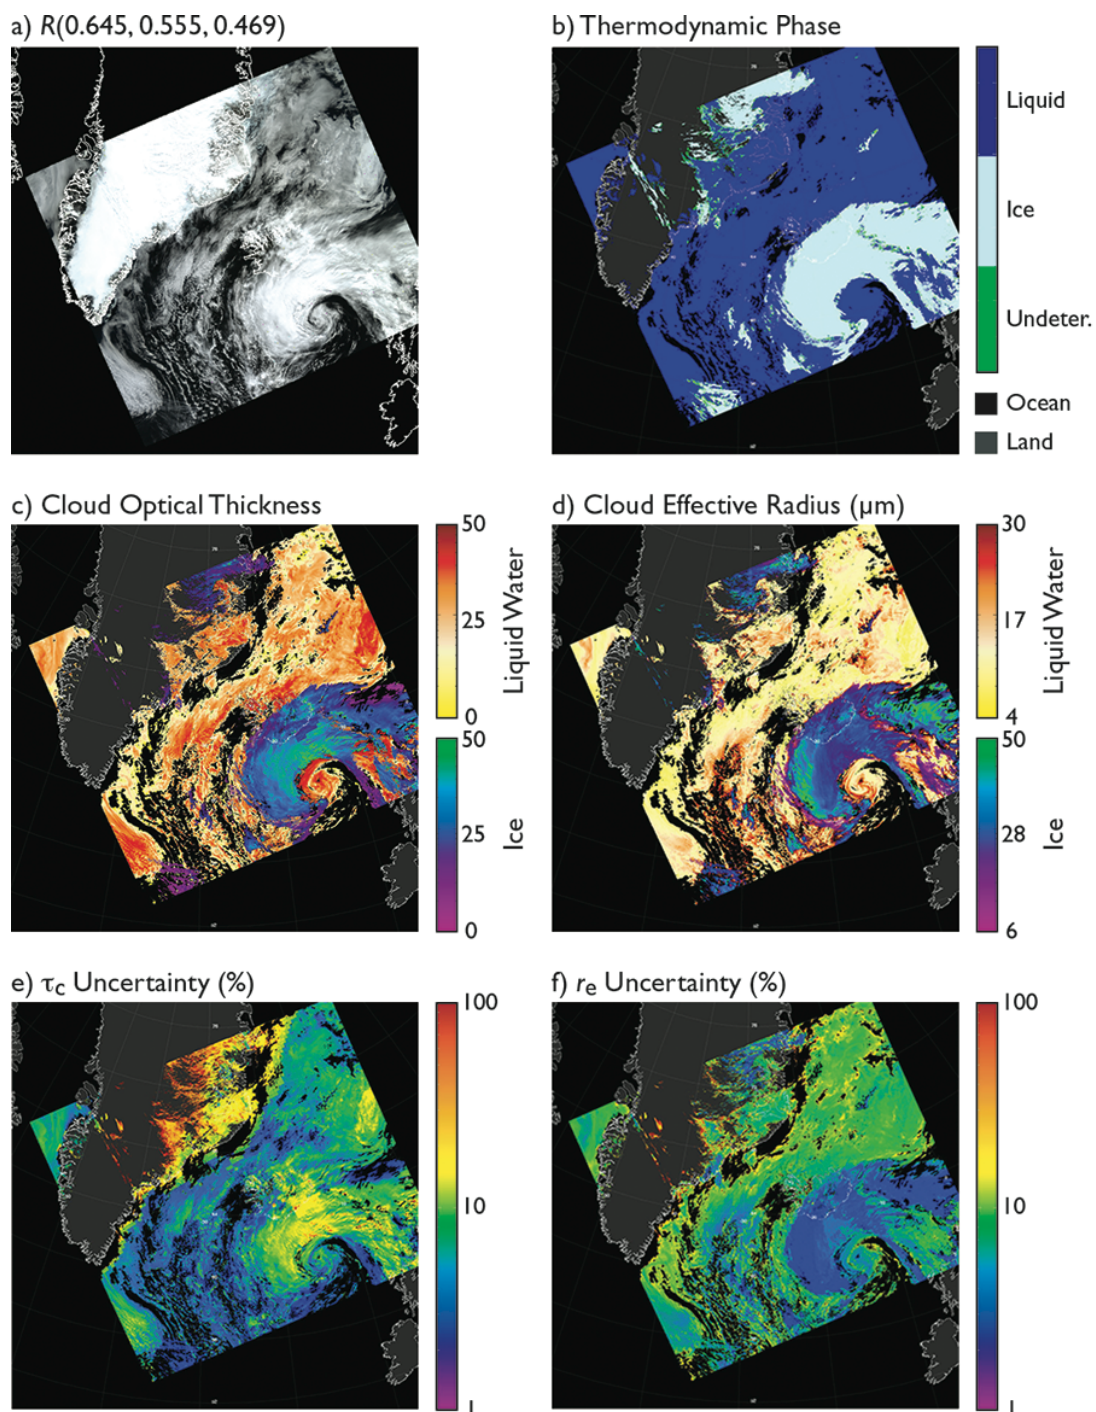 a) R(0.645, 0.555, 0.469)
b) Thermodynamic Phase
Liquid
Ice
Undeter.
Ocean
Land
c) Cloud Optical Thickness
50
25
0
Liquid Water
50
25
0
Ice
d) Cloud Effective Radius (µm)
30
17
4
Liquid Water
50
28
6
Ice
e) τc Uncertainty (%)
100
10
1
f) re Uncertainty (%)
100
10
1